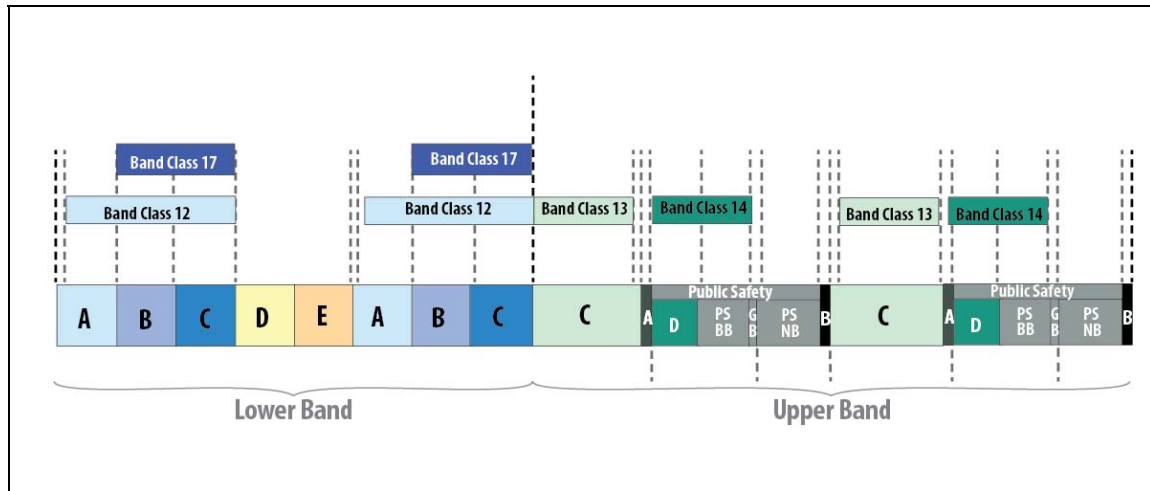 Band Class 17
Band Class 17
Band Class 12
Band Class 12
Band Class 13
Band Class 14
Band Class 13
Band Class 14
Public Safety
Public Safety
A B C D E A B C C A D PS BB G B PS NB B C A D PS BB G B PS NB B
Lower Band
Upper Band